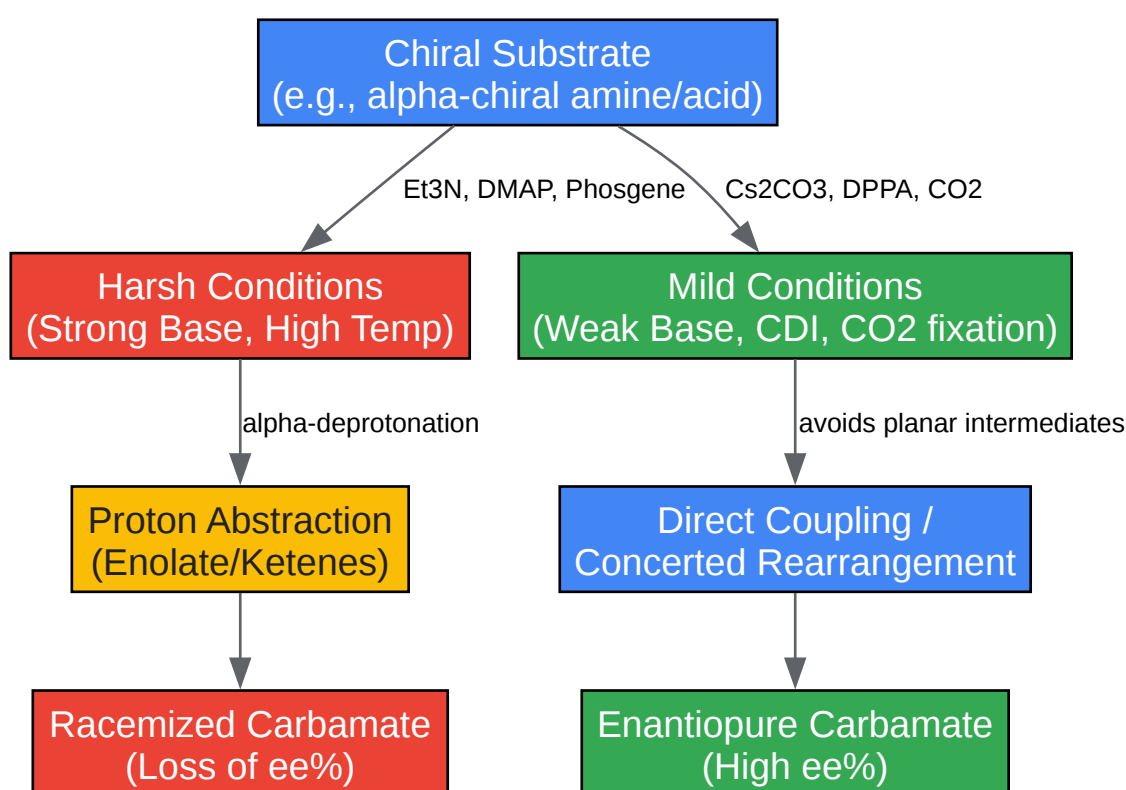 Chiral Substrate
(e.g., alpha-chiral amine/acid)
Et3N, DMAP, Phosgene
Cs2CO3, DPPA, CO2
Harsh Conditions
(Strong Base, High Temp)
Mild Conditions
(Weak Base, CDI, CO2 fixation)
alpha-deprotonation
avoids planar intermediates
Proton Abstraction
(Enolate/Ketenes)
Direct Coupling /
Concerted Rearrangement
Racemized Carbamate
(Loss of ee%)
Enantiopure Carbamate
(High ee%)